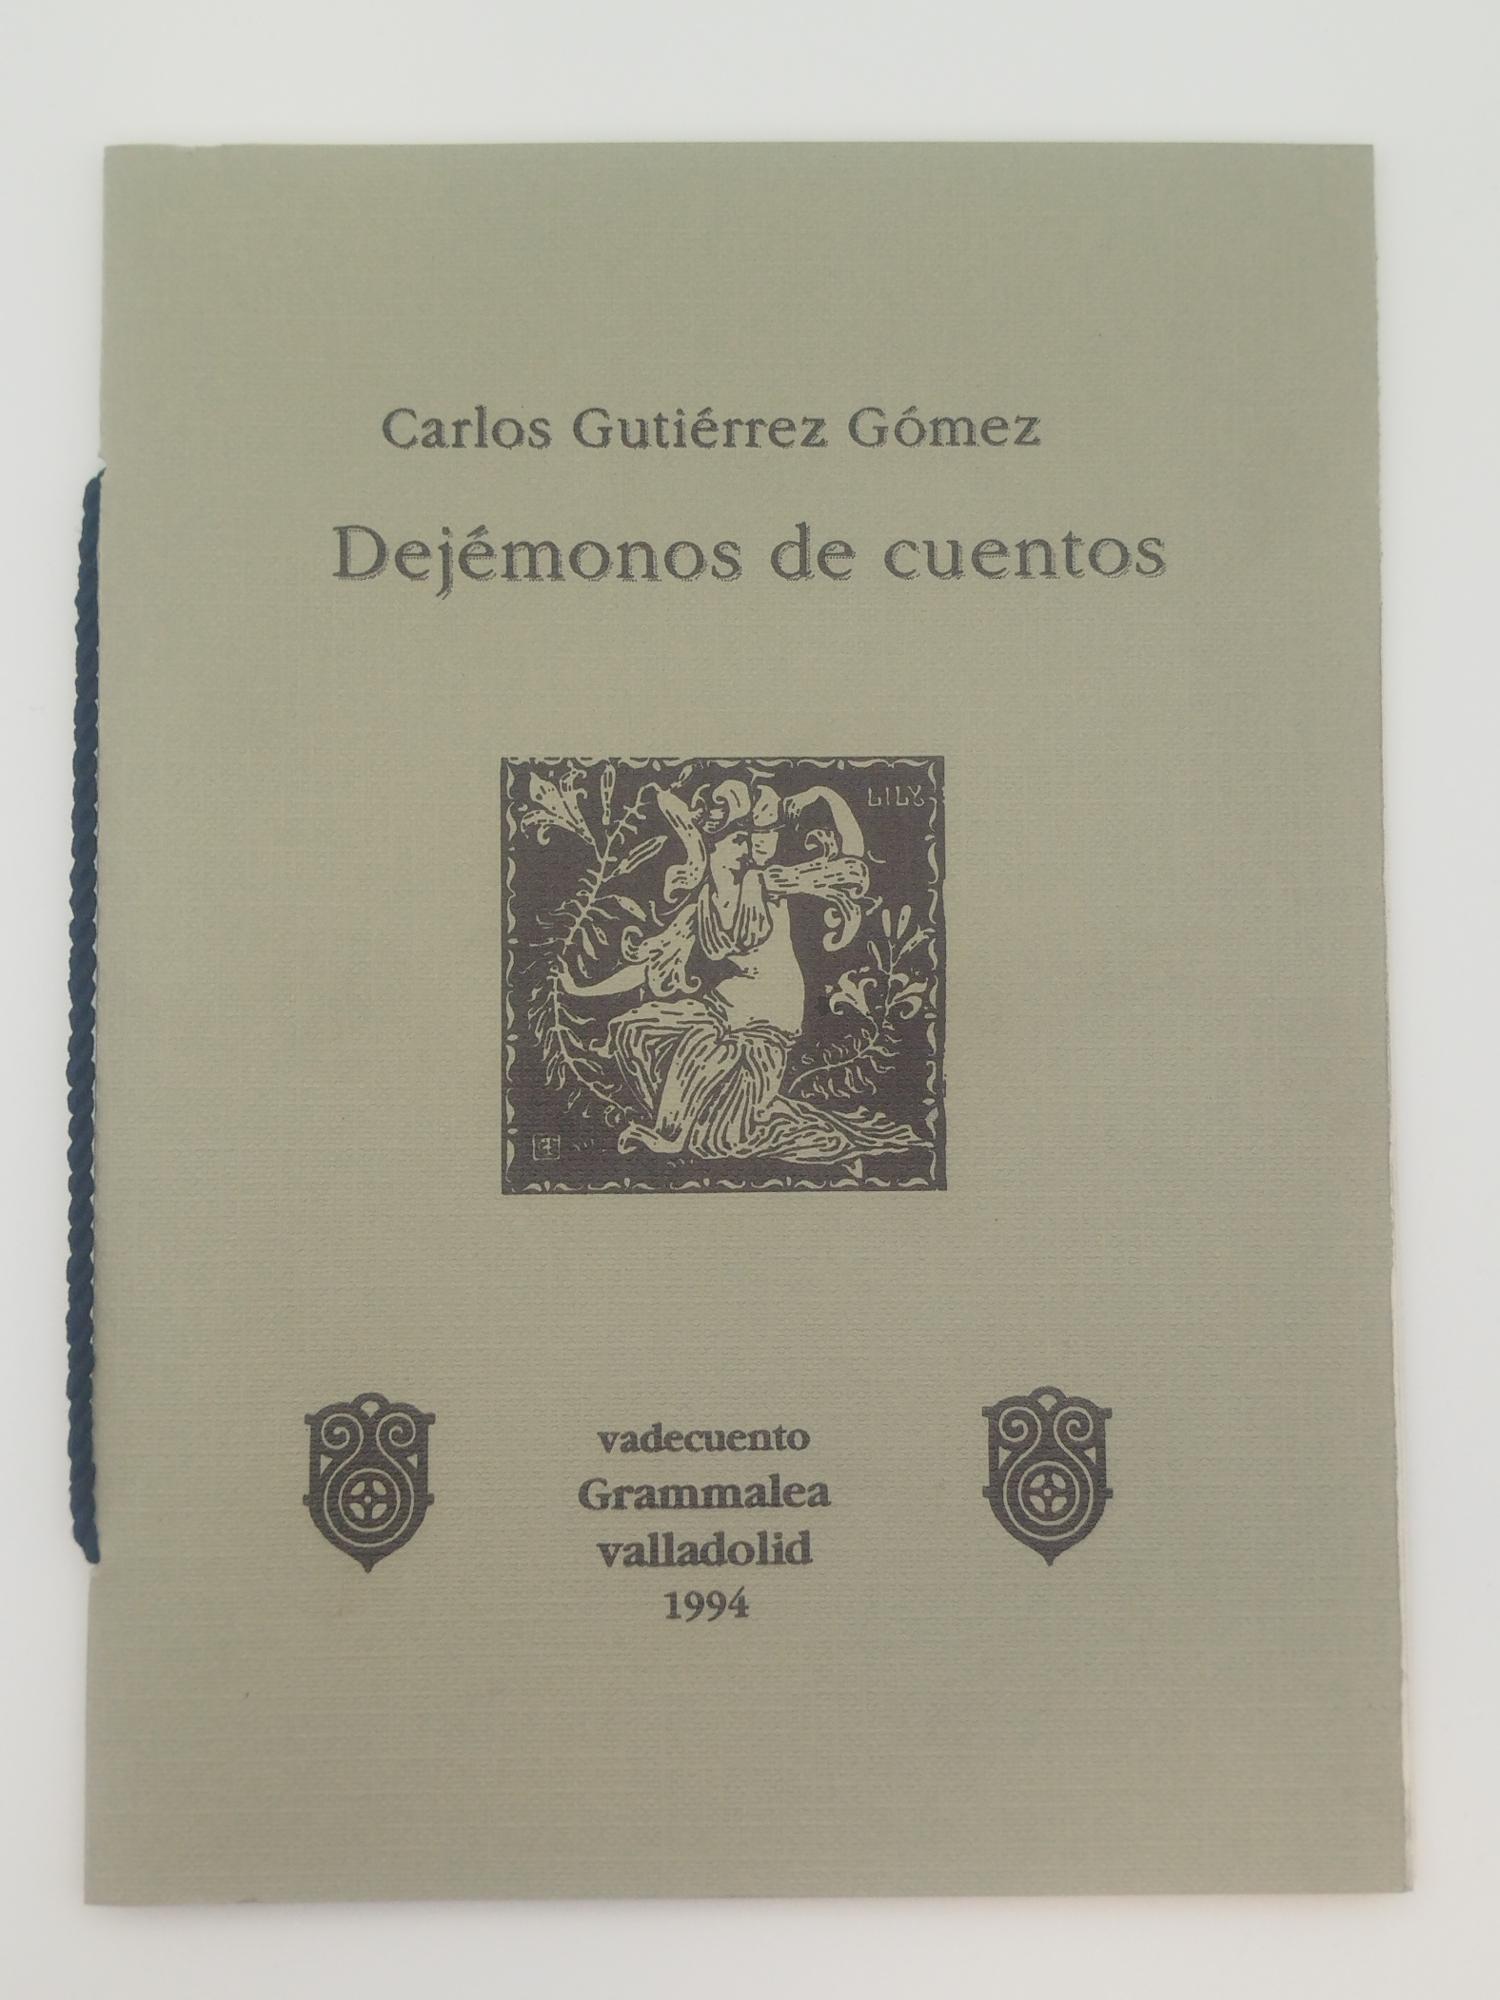 Carlos Gutiérrez Gómez
Dejémonos de cuentos
LILY
vadecuento
Grammalea
valladolid
1994